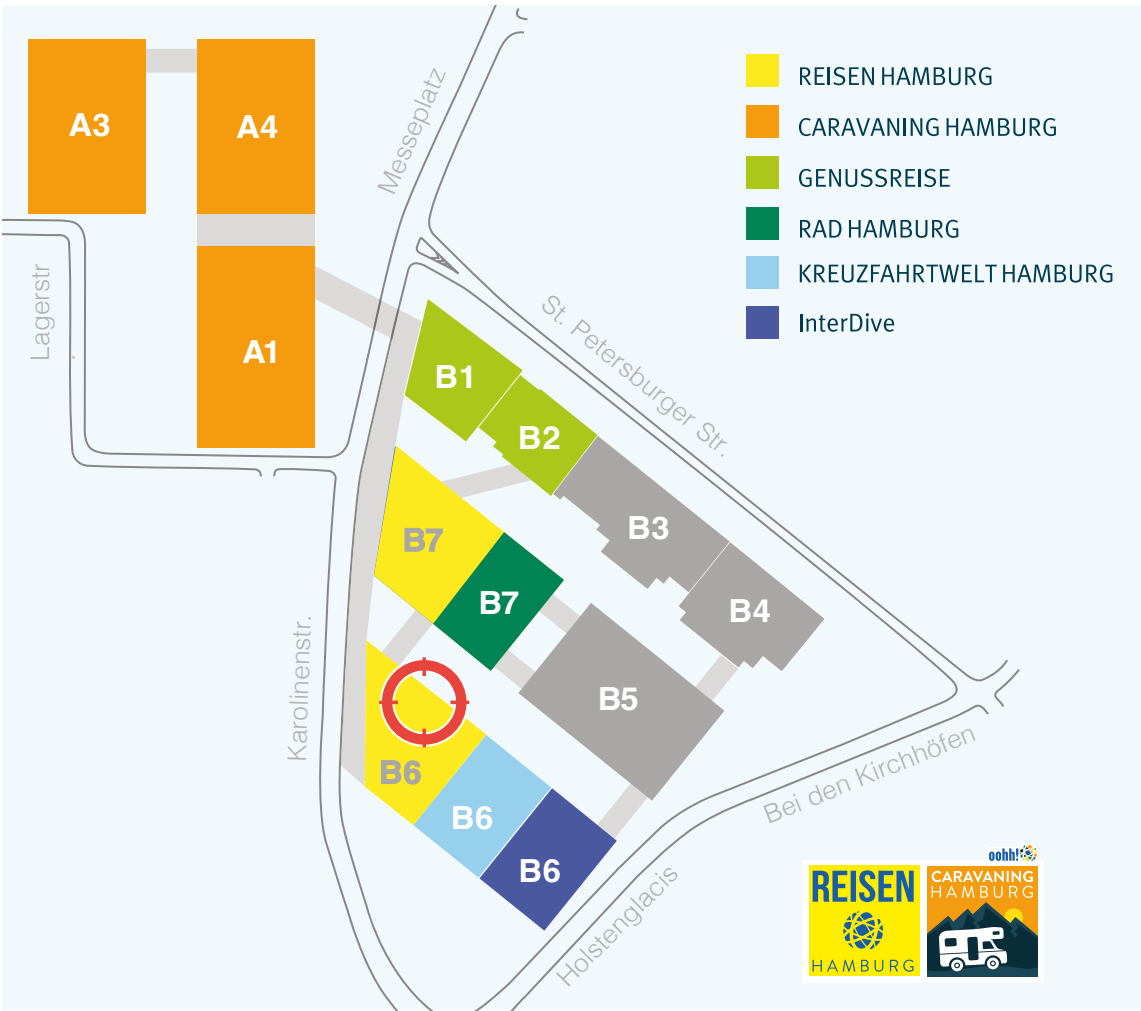 A3
A4
A1
Messeplatz
Lagerstr
REISEN HAMBURG
CARAVANING HAMBURG
GENUSSREISE
RAD HAMBURG
KREUZFAHRTWELT HAMBURG
InterDive
St. Petersburger Str.
B1
B2
B3
B4
B7
B7
B5
Karolinenstr.
B6
B6
B6
Bei den Kirchhöfen
Holstenglacis
REISEN
HAMBURG
oohh!
CARAVANING
HAMBURG